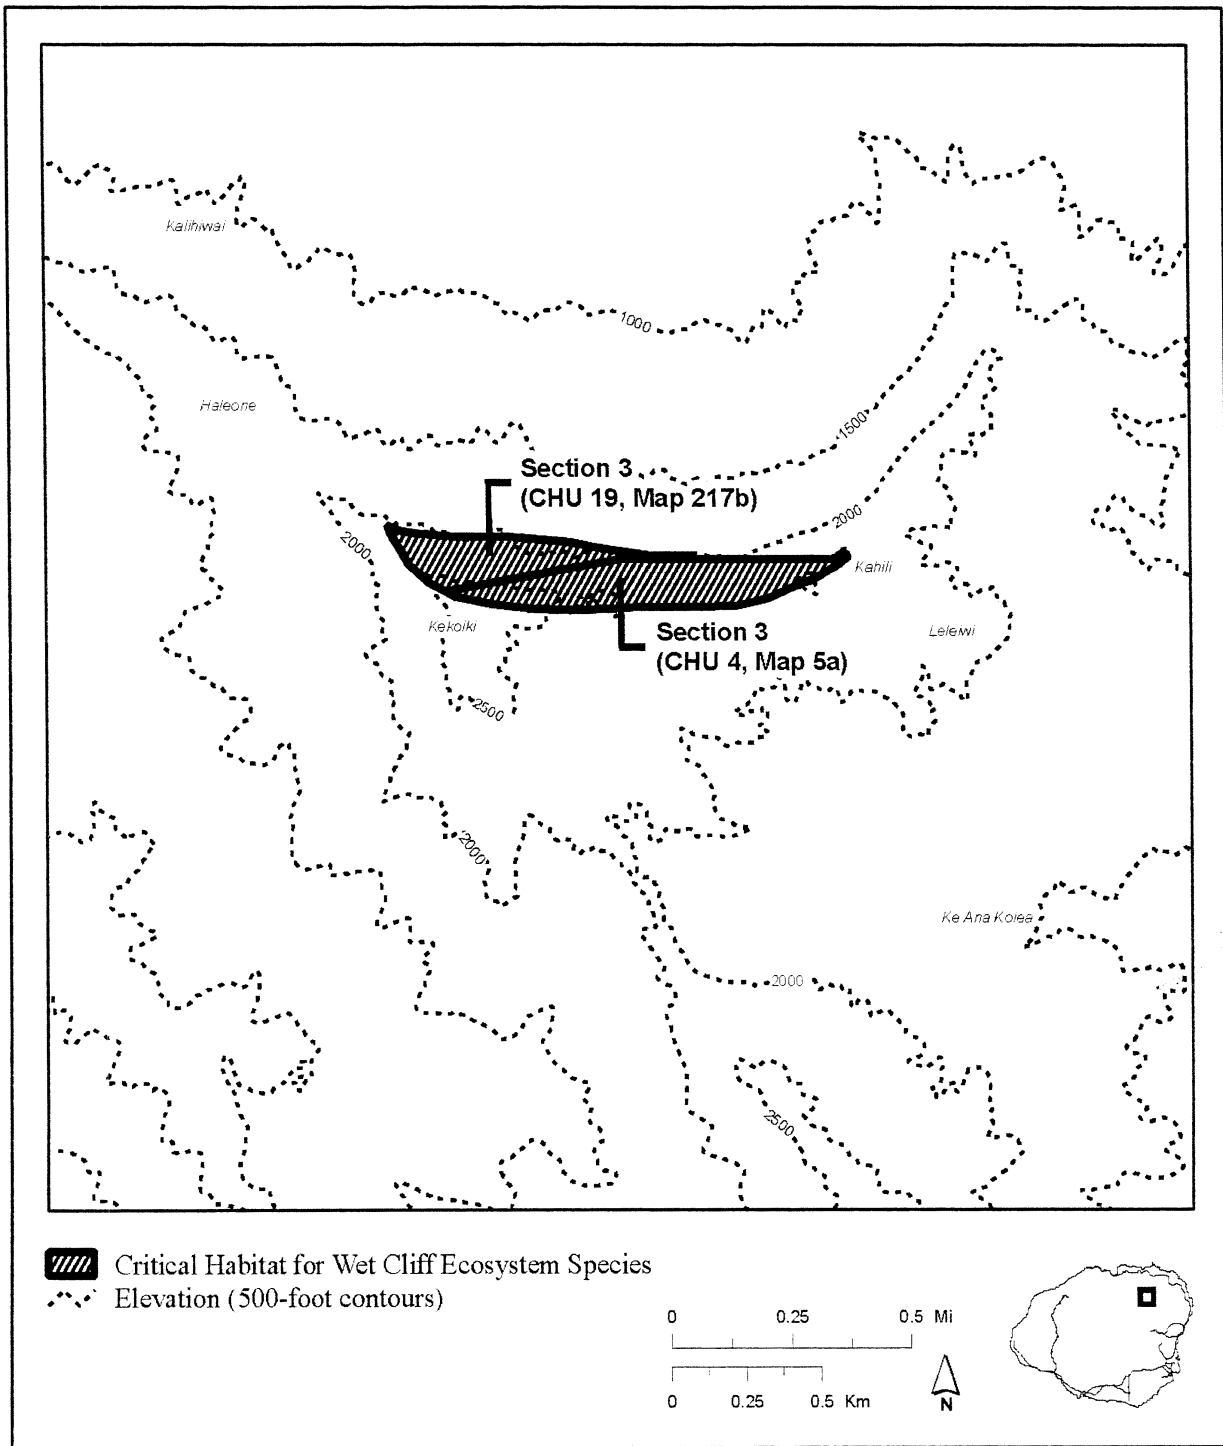 Kalihiwai
1000
Haleone
1500
Section 3
(CHU 19, Map 217b)
2000
2000
Kahili
Kekoiki
Leleiwi
Section 3
(CHU 4, Map 5a)
2500
2000
Ke Ana Kolea
2000
2500
Critical Habitat for Wet Cliff Ecosystem Species
Elevation (500-foot contours)
0 0.25 0.5 Mi
0 0.25 0.5 Km
N